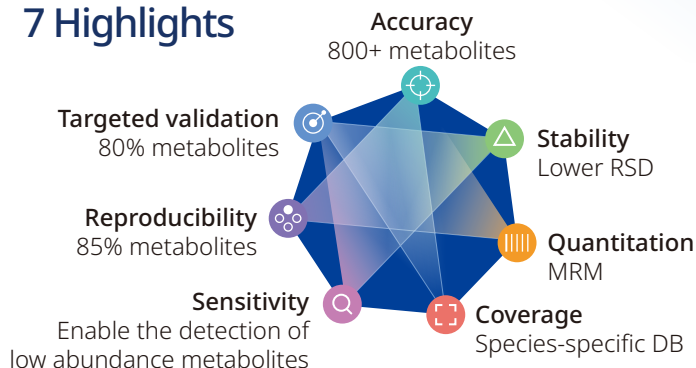 7 Highlights
Accuracy
800+ metabolites
Targeted validation
80% metabolites
Stability
Lower RSD
Reproducibility
85% metabolites
Quantitation
MRM
Sensitivity
Enable the detection of
low abundance metabolites
Coverage
Species-specific DB